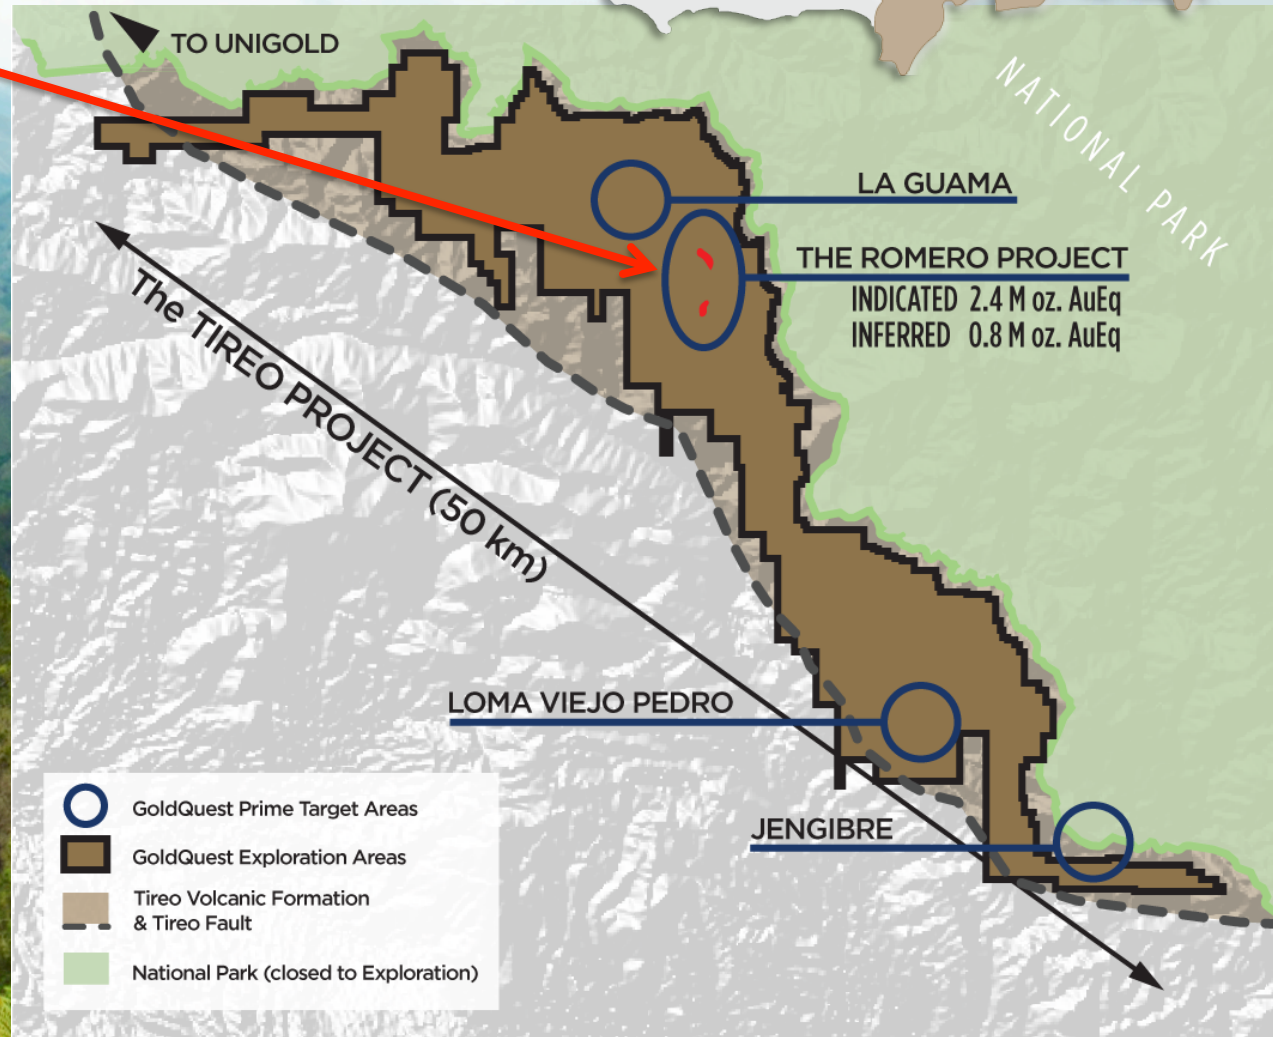 TO UNIGOLD
NATIONAL PARK
LA GUAMA
THE ROMERO PROJECT
INDICATED 2.4 M oz. AuEq
INFERRED 0.8 M oz. AuEq
The TIREO PROJECT (50 km)
LOMA VIEJO PEDRO
JENGIBRE
GoldQuest Prime Target Areas
GoldQuest Exploration Areas
Tireo Volcanic Formation
& Tireo Fault
National Park (closed to Exploration)